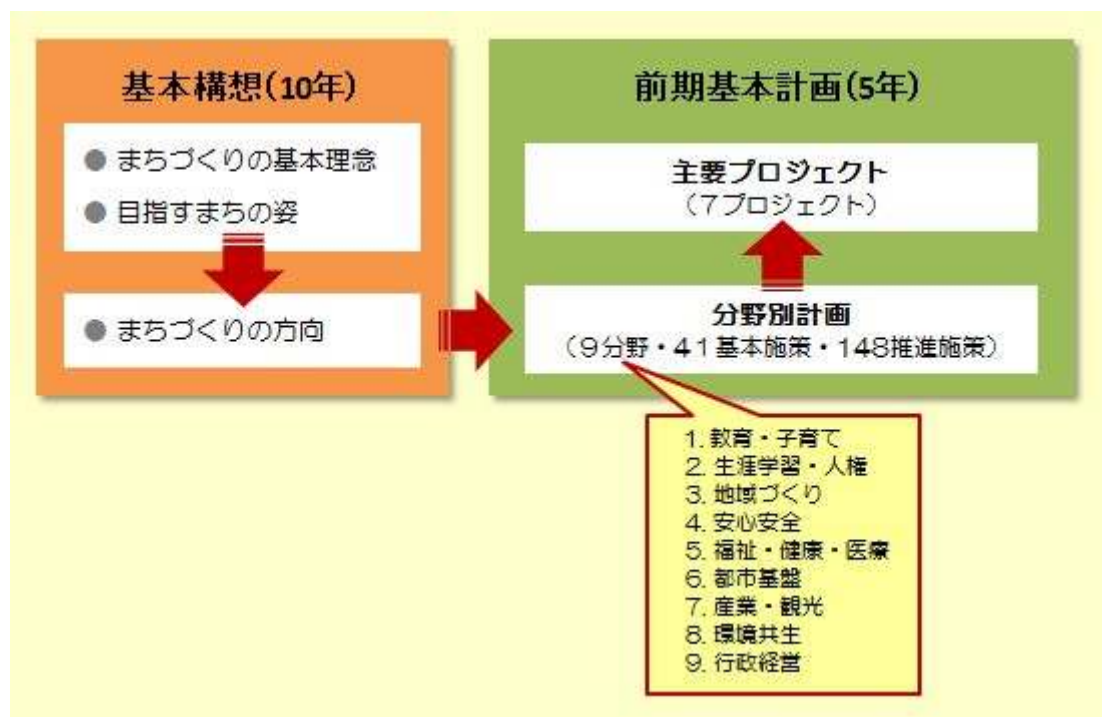 基本構想(10年)
● まちづくりの基本理念
● 目指すまちの姿
● まちづくりの方向
前期基本計画(5年)
主要プロジェクト
(7プロジェクト)
分野別計画
(9分野・41基本施策・148推進施策)
1. 教育・子育て
2. 生涯学習・人権
3. 地域づくり
4. 安心安全
5. 福祉・健康・医療
6. 都市基盤
7. 産業・観光
8. 環境共生
9. 行政経営